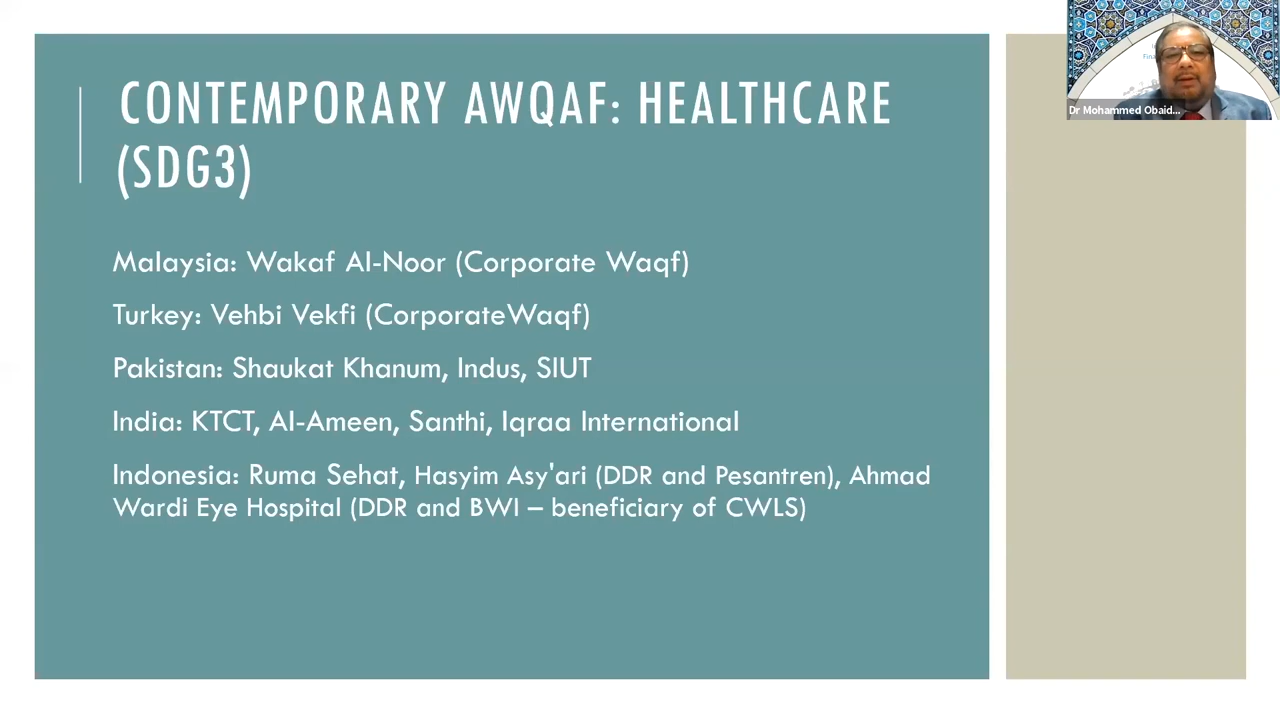 CONTEMPORARY AWQAF: HEALTHCARE
(SDG3)
Malaysia: Wakaf Al-Noor (Corporate Waqf)
Turkey: Vehbi Vekfi (CorporateWaqf)
Pakistan: Shaukat Khanum, Indus, SIUT
India: KTCT, Al-Ameen, Santhi, Iqraa International
Indonesia: Ruma Sehat, Hasyim Asy'ari (DDR and Pesantren), Ahmad
Wardi Eye Hospital (DDR and BWI – beneficiary of CWLS)
Dr Mohammed Obaid...